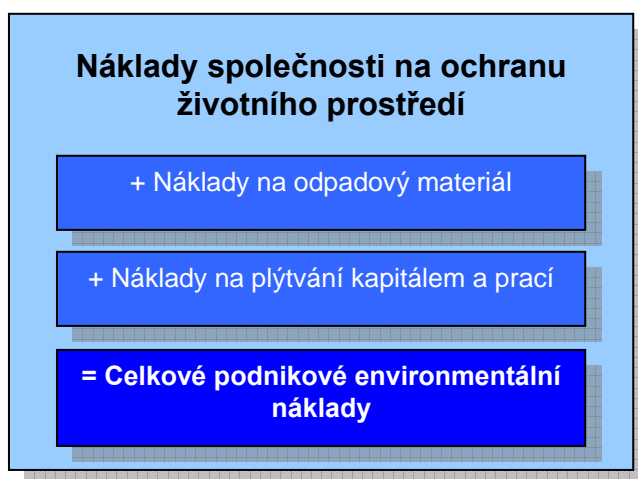 Náklady společnosti na ochranu
životního prostředí
+ Náklady na odpadový materiál
+ Náklady na plýtvání kapitálem a prací
= Celkové podnikové environmentální
náklady